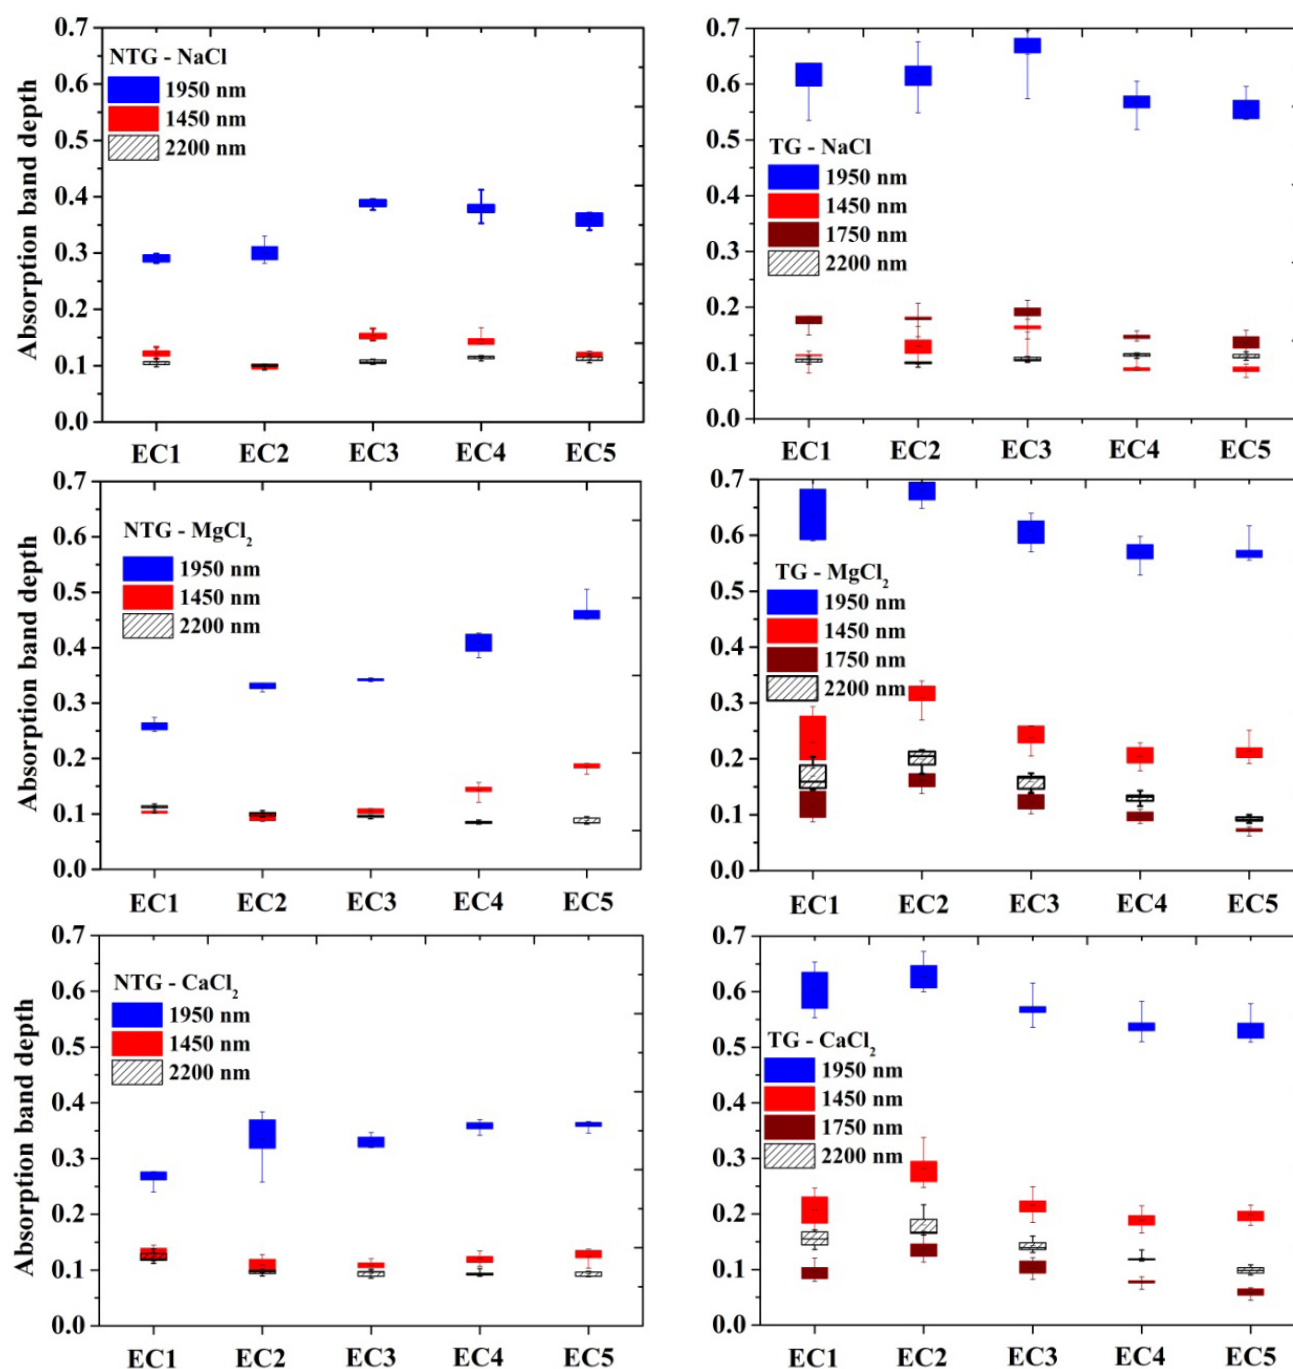 Absorption band depth
0.7
0.6
0.5
0.4
0.3
0.2
0.1
0.0
NTG - NaCl
1950 nm
1450 nm
2200 nm
EC1 EC2 EC3 EC4 EC5
0.7
0.6
0.5
0.4
0.3
0.2
0.1
0.0
TG - NaCl
1950 nm
1450 nm
1750 nm
2200 nm
EC1 EC2 EC3 EC4 EC5
Absorption band depth
0.7
0.6
0.5
0.4
0.3
0.2
0.1
0.0
NTG - MgCl₂
1950 nm
1450 nm
2200 nm
EC1 EC2 EC3 EC4 EC5
0.7
0.6
0.5
0.4
0.3
0.2
0.1
0.0
TG - MgCl₂
1950 nm
1450 nm
1750 nm
2200 nm
EC1 EC2 EC3 EC4 EC5
Absorption band depth
0.7
0.6
0.5
0.4
0.3
0.2
0.1
0.0
NTG - CaCl₂
1950 nm
1450 nm
2200 nm
EC1 EC2 EC3 EC4 EC5
0.7
0.6
0.5
0.4
0.3
0.2
0.1
0.0
TG - CaCl₂
1950 nm
1450 nm
1750 nm
2200 nm
EC1 EC2 EC3 EC4 EC5